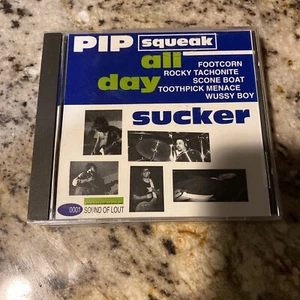 PIP squeak
all
day
FOOTCORN
ROCKY TACHONITE
SCONE BOAT
TOOTHPICK MENACE
WUSSY BOY
sucker
0001
SOUND OF LOUT